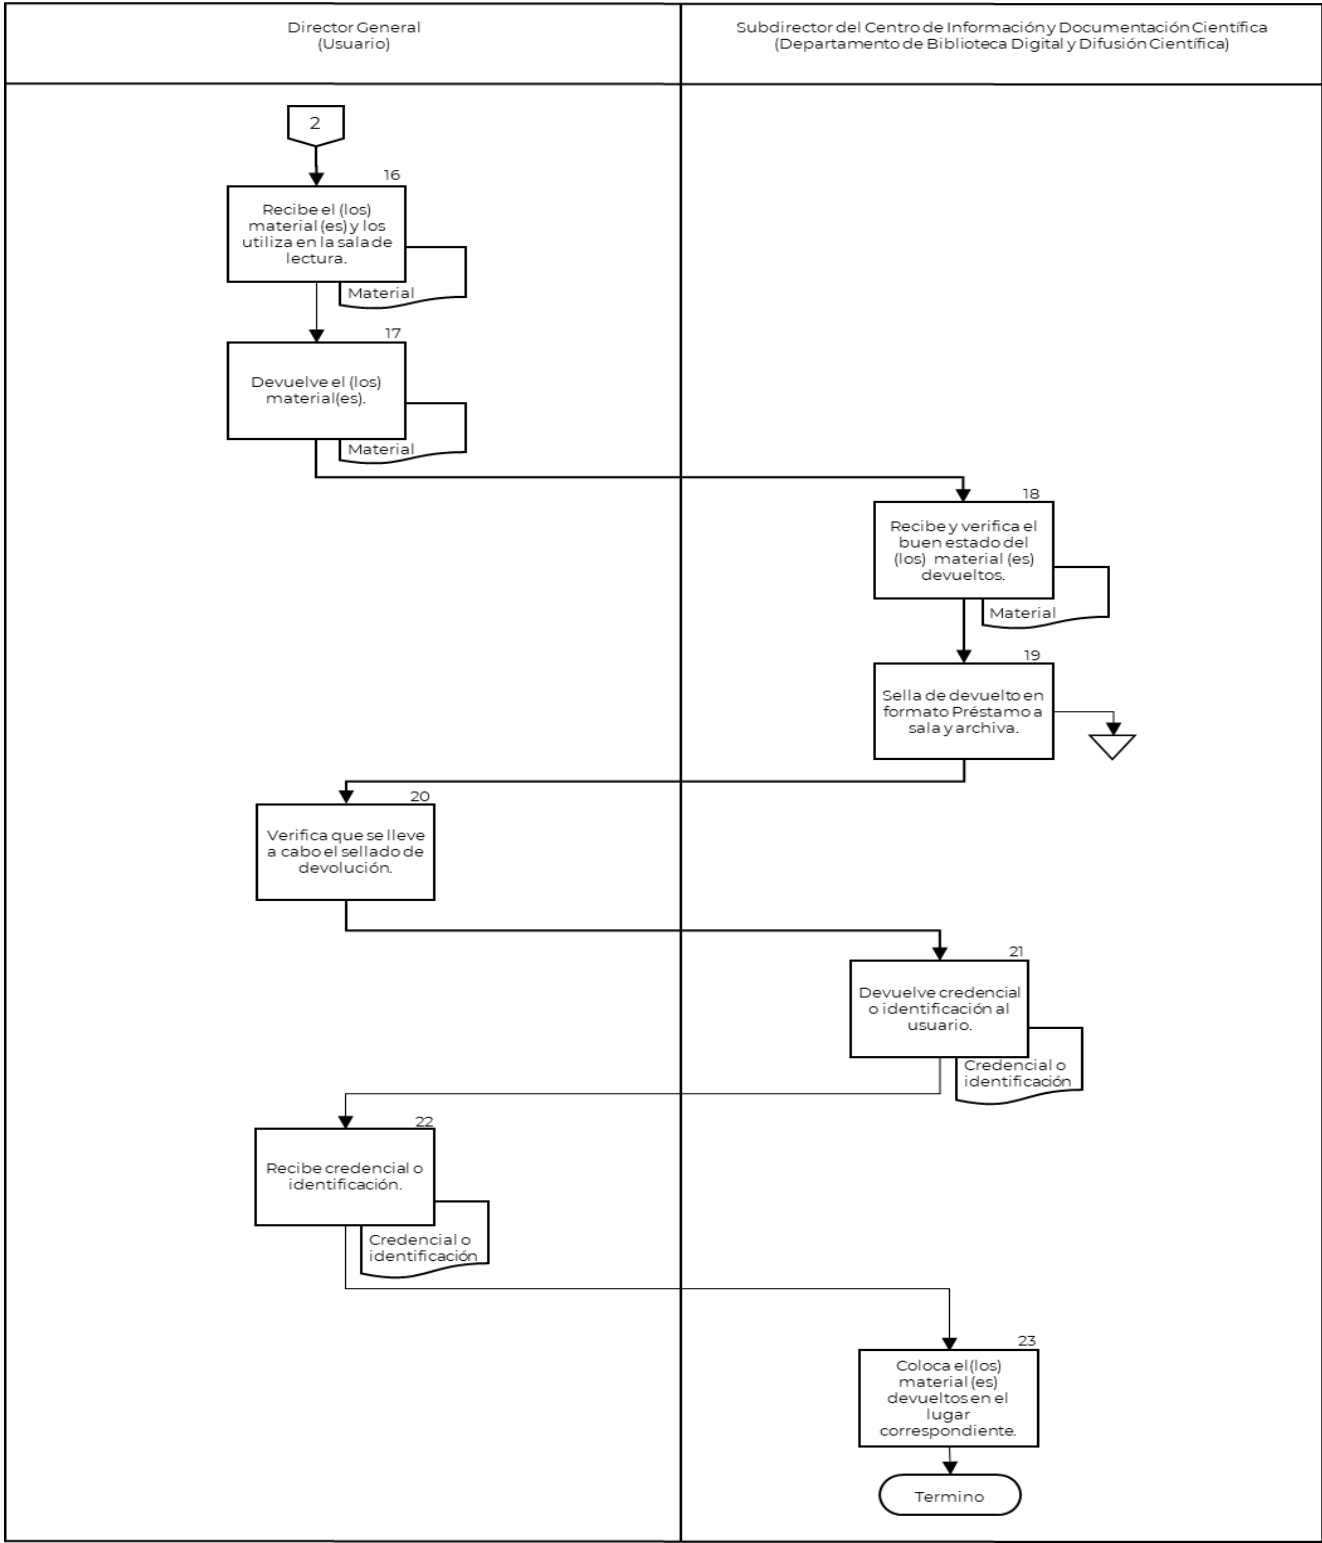 Director General
(Usuario)
Subdirector del Centro de Información y Documentación Científica
(Departamento de Biblioteca Digital y Difusión Científica)
2
16
Recibe el (los)
material (es) y los
utiliza en la sala de
lectura.
Material
17
Devuelve el (los)
material(es).
Material
18
Recibe y verifica el
buen estado del
(los) material (es)
devueltos.
Material
19
Sella de devuelto en
formato Préstamo a
sala y archiva.
20
Verifica que se lleve
a cabo el sellado de
devolución.
21
Devuelve credencial
o identificación al
usuario.
Credencial o
identificación
22
Recibe credencial o
identificación.
Credencial o
identificación
23
Coloca el (los)
material (es)
devueltos en el
lugar
correspondiente.
Termino